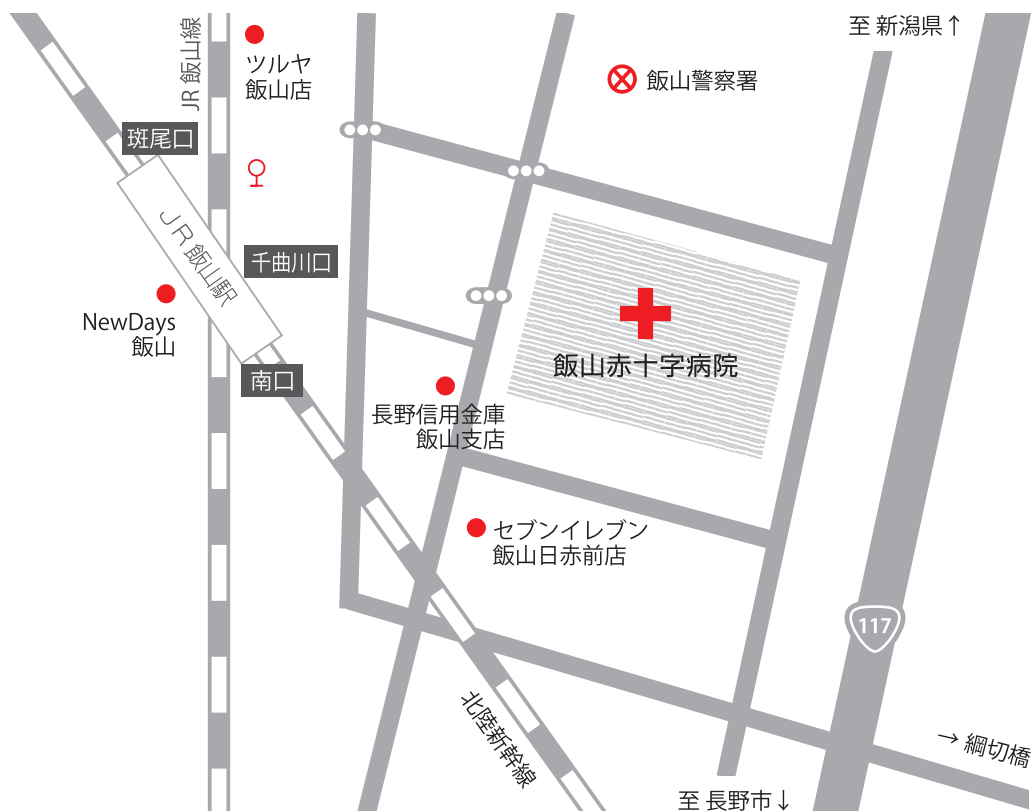 至 新潟県↑
JR 飯山線
ツルヤ
飯山店
飯山警察署
斑尾口
千曲川口
JR 飯山駅
NewDays
飯山
南口
飯山赤十字病院
長野信用金庫
飯山支店
セブンイレブン
飯山日赤前店
117
北陸新幹線
→ 綱切橋
至 長野市↓